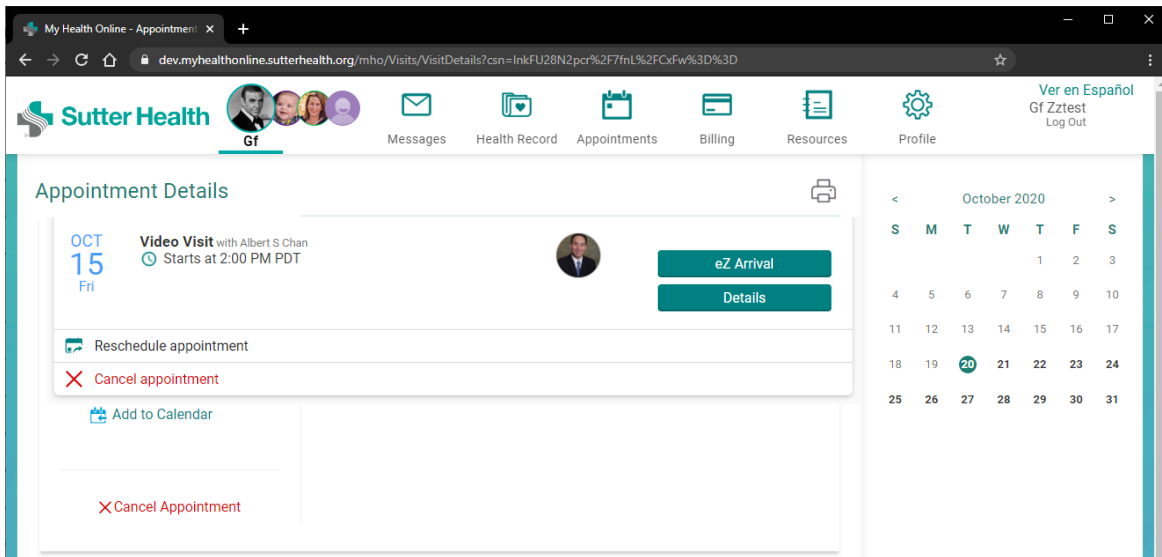 My Health Online - Appointment
dev.myhealthonline.sutterhealth.org/mho/Visits/VisitDetails?csn=InkFU28N2pcr%2F7fnL%2FCxFw%3D%3D
Sutter Health
Gf
Messages
Health Record
Appointments
Billing
Resources
Profile
Ver en Español
Gf Zztest
Log Out
Appointment Details
OCT
15
Fri
Video Visit with Albert S Chan
Starts at 2:00 PM PDT
eZ Arrival
Details
Reschedule appointment
Cancel appointment
Add to Calendar
Cancel Appointment
< October 2020 >
S M T W T F S
1 2 3
4 5 6 7 8 9 10
11 12 13 14 15 16 17
18 19 20 21 22 23 24
25 26 27 28 29 30 31